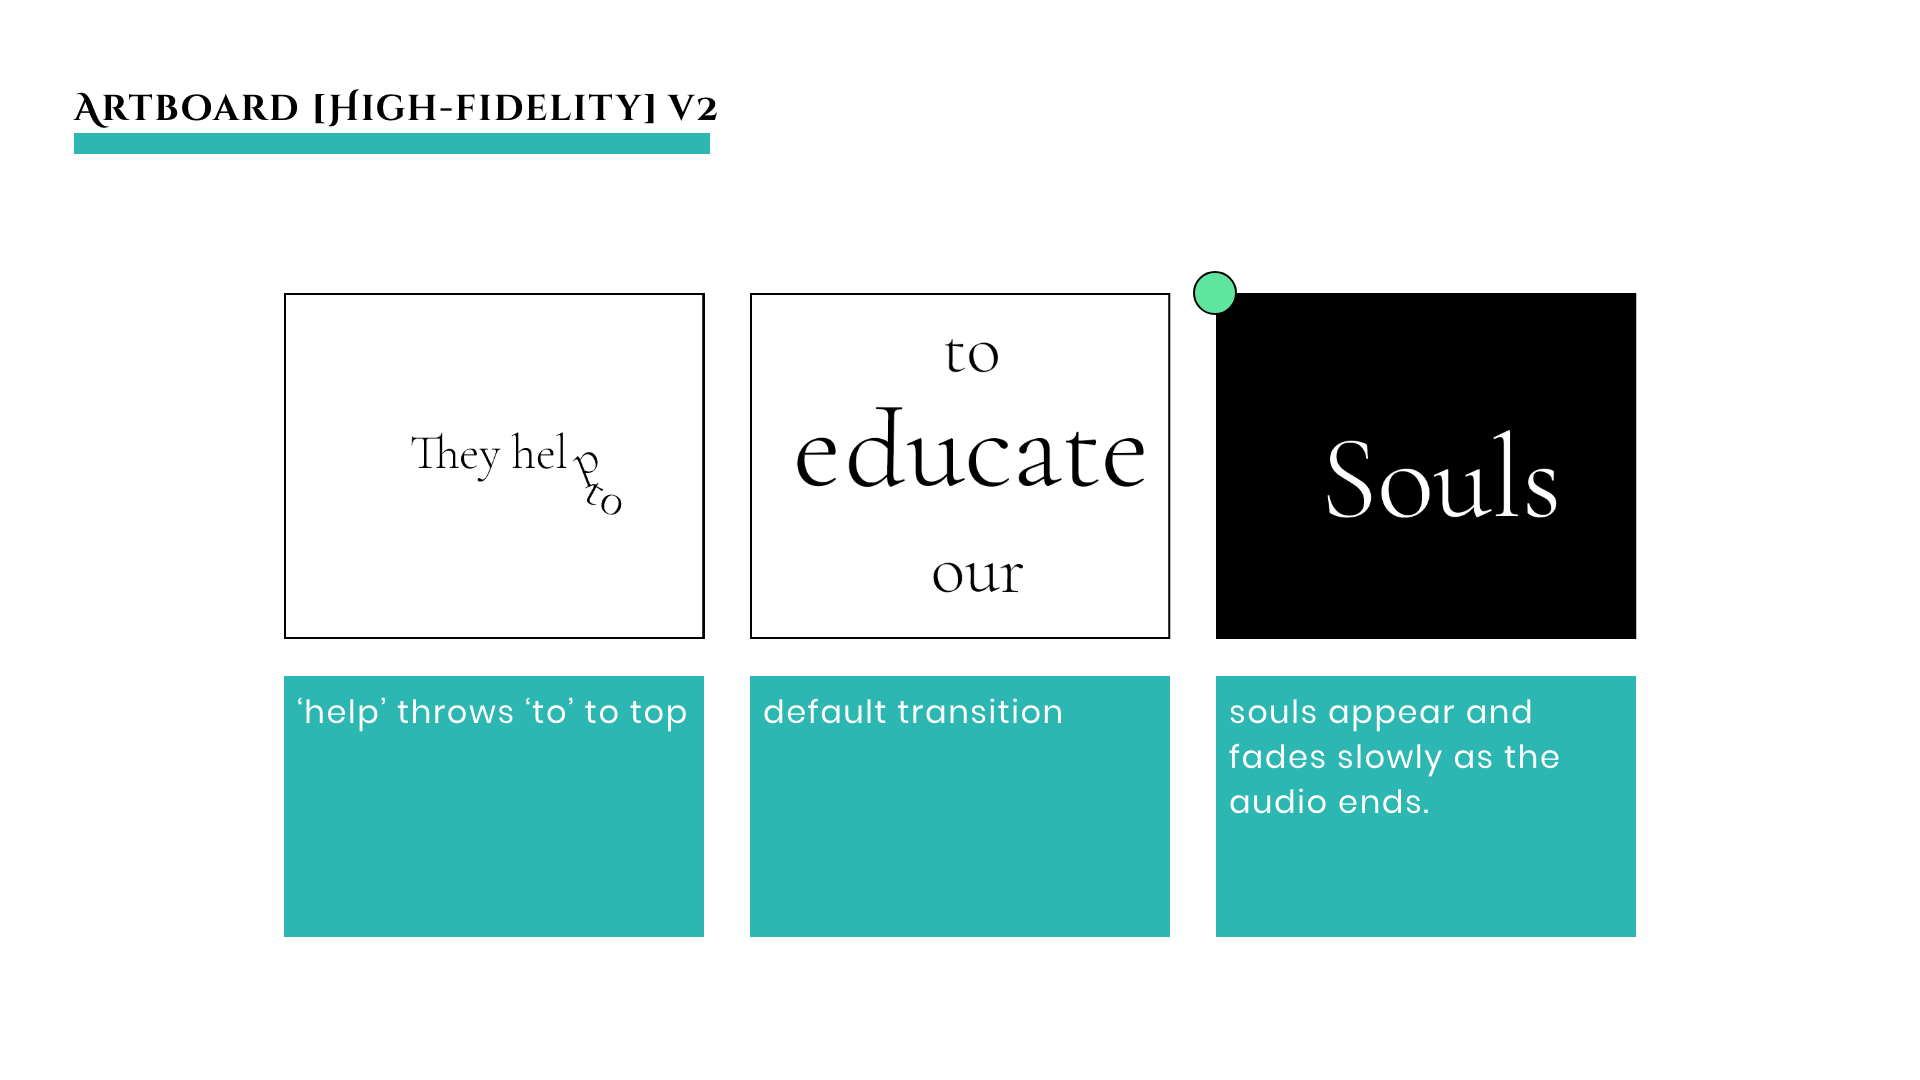 Artboard [High-fidelity] v2
They help
to
to
educate
our
Souls
‘help’ throws ‘to’ to top
default transition
souls appear and
fades slowly as the
audio ends.